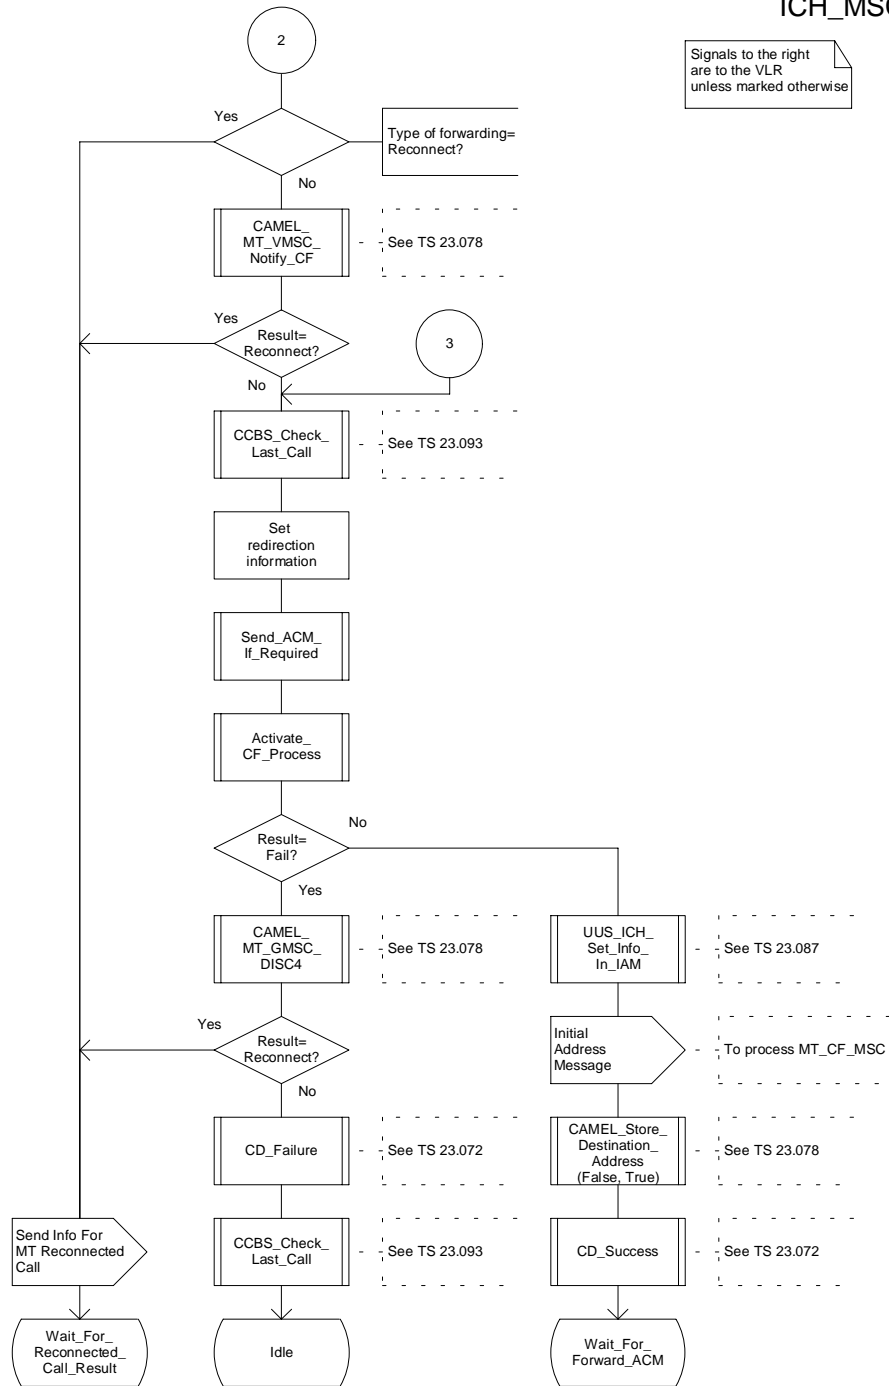 ICH_MSC
2
Signals to the right
are to the VLR
unless marked otherwise
Yes
Type of forwarding=
Reconnect?
No
CAMEL_
MT_VMSC_
Notify_CF
See TS 23.078
Yes
Result=
Reconnect?
3
No
CCBS_Check_
Last_Call
See TS 23.093
Set
redirection
information
Send_ACM_
If_Required
Activate_
CF_Process
Result=
Fail?
No
Yes
CAMEL_
MT_GMSC_
DISC4
See TS 23.078
UUS_ICH_
Set_Info_
In_IAM
See TS 23.087
Yes
Result=
Reconnect?
No
Initial
Address
Message
To process MT_CF_MSC
CD_Failure
See TS 23.072
CAMEL_Store_
Destination_
Address
(False, True)
See TS 23.078
Send Info For
MT Reconnected
Call
CCBS_Check_
Last_Call
See TS 23.093
CD_Success
See TS 23.072
Wait_For_
Reconnected_
Call_Result
Idle
Wait_For_
Forward_ACM